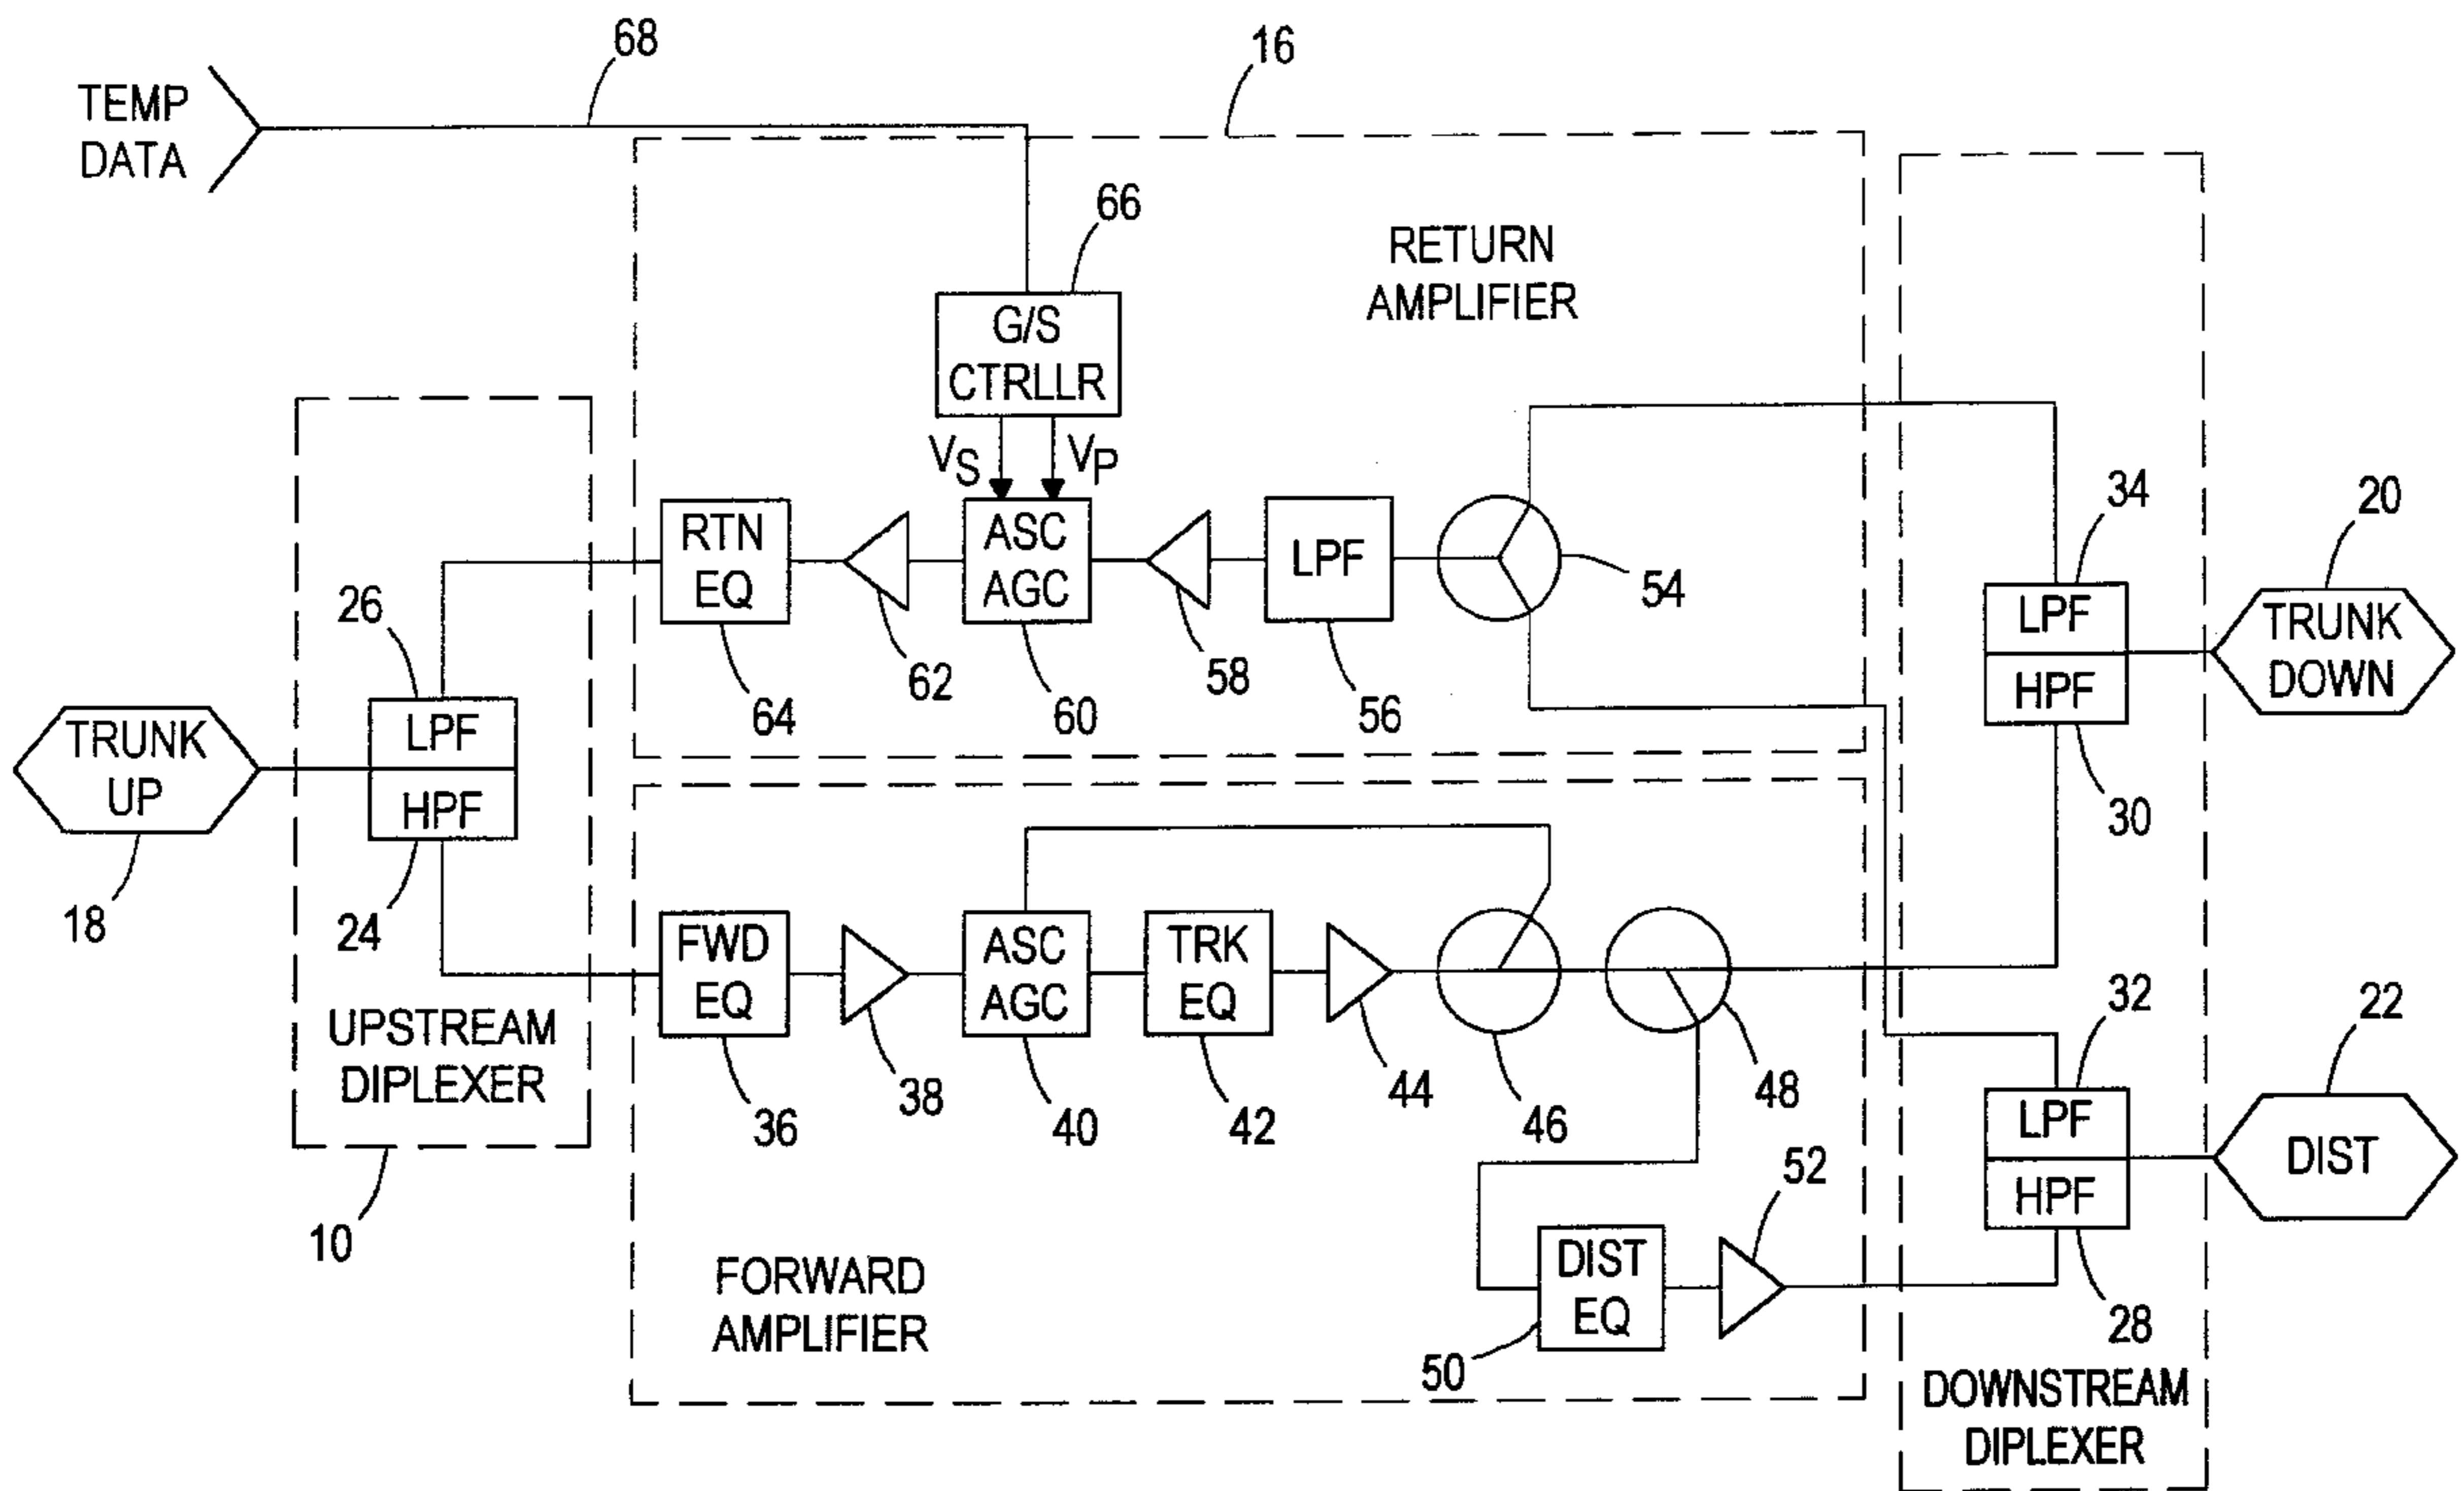 68
16
TEMP
DATA
66
RETURN
AMPLIFIER
G/S
CTRLLR
VS
VP
34
20
RTN
EQ
ASC
AGC
LPF
54
LPF
HPF
TRUNK
DOWN
26
62
58
64
60
56
30
TRUNK
UP
LPF
HPF
18
24
FWD
EQ
ASC
AGC
TRK
EQ
32
22
UPSTREAM
DIPLEXER
36
38
40
42
44
46
48
LPF
HPF
DIST
52
10
FORWARD
AMPLIFIER
DIST
EQ
50
28
DOWNSTREAM
DIPLEXER